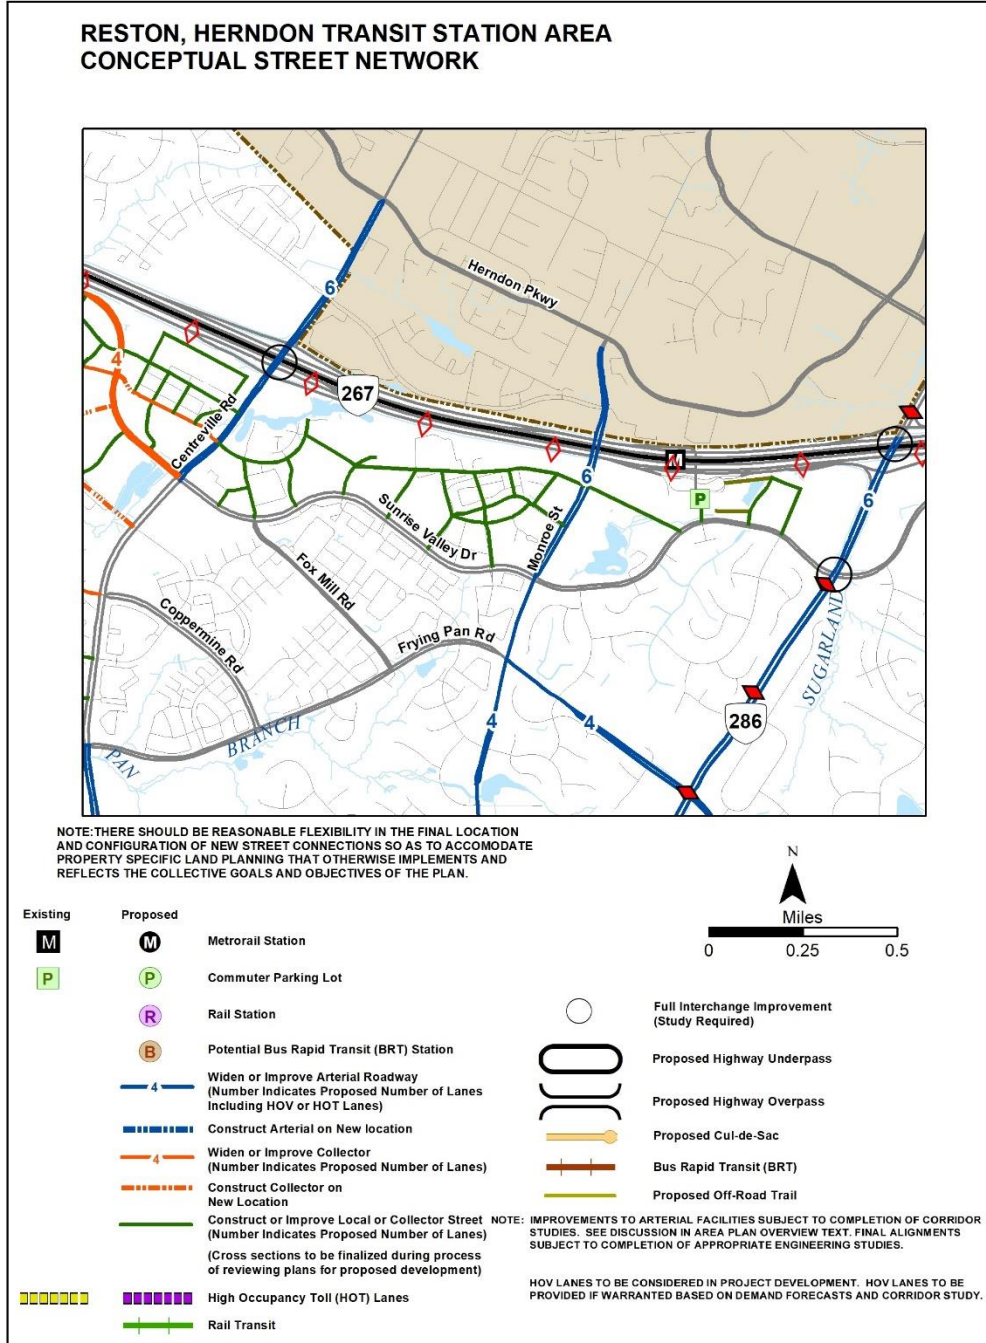 RESTON, HERNDON TRANSIT STATION AREA
CONCEPTUAL STREET NETWORK
6
Herndon Pkwy
4
267
Centreville Rd
M
6
P
6
Sunrise Valley Dr
Monroe St
Fox Mill Rd
Coppermine Rd
Frying Pan Rd
SUGARLAND
4
4
286
BRANCH
PAN
NOTE:THERE SHOULD BE REASONABLE FLEXIBILITY IN THE FINAL LOCATION
AND CONFIGURATION OF NEW STREET CONNECTIONS SO AS TO ACCOMODATE
PROPERTY SPECIFIC LAND PLANNING THAT OTHERWISE IMPLEMENTS AND
REFLECTS THE COLLECTIVE GOALS AND OBJECTIVES OF THE PLAN.
N
Miles
0 0.25 0.5
Existing Proposed
M M Metrorail Station
P P Commuter Parking Lot
R Rail Station
B Potential Bus Rapid Transit (BRT) Station
4 Widen or Improve Arterial Roadway
(Number Indicates Proposed Number of Lanes
Including HOV or HOT Lanes)
Construct Arterial on New location
4 Widen or Improve Collector
(Number Indicates Proposed Number of Lanes)
Construct Collector on
New Location
Construct or Improve Local or Collector Street
(Number Indicates Proposed Number of Lanes)
(Cross sections to be finalized during process
of reviewing plans for proposed development)
High Occupancy Toll (HOT) Lanes
Rail Transit
Full Interchange Improvement
(Study Required)
Proposed Highway Underpass
Proposed Highway Overpass
Proposed Cul-de-Sac
Bus Rapid Transit (BRT)
Proposed Off-Road Trail
NOTE: IMPROVEMENTS TO ARTERIAL FACILITIES SUBJECT TO COMPLETION OF CORRIDOR
STUDIES. SEE DISCUSSION IN AREA PLAN OVERVIEW TEXT. FINAL ALIGNMENTS
SUBJECT TO COMPLETION OF APPROPRIATE ENGINEERING STUDIES.
HOV LANES TO BE CONSIDERED IN PROJECT DEVELOPMENT. HOV LANES TO BE
PROVIDED IF WARRANTED BASED ON DEMAND FORECASTS AND CORRIDOR STUDY.